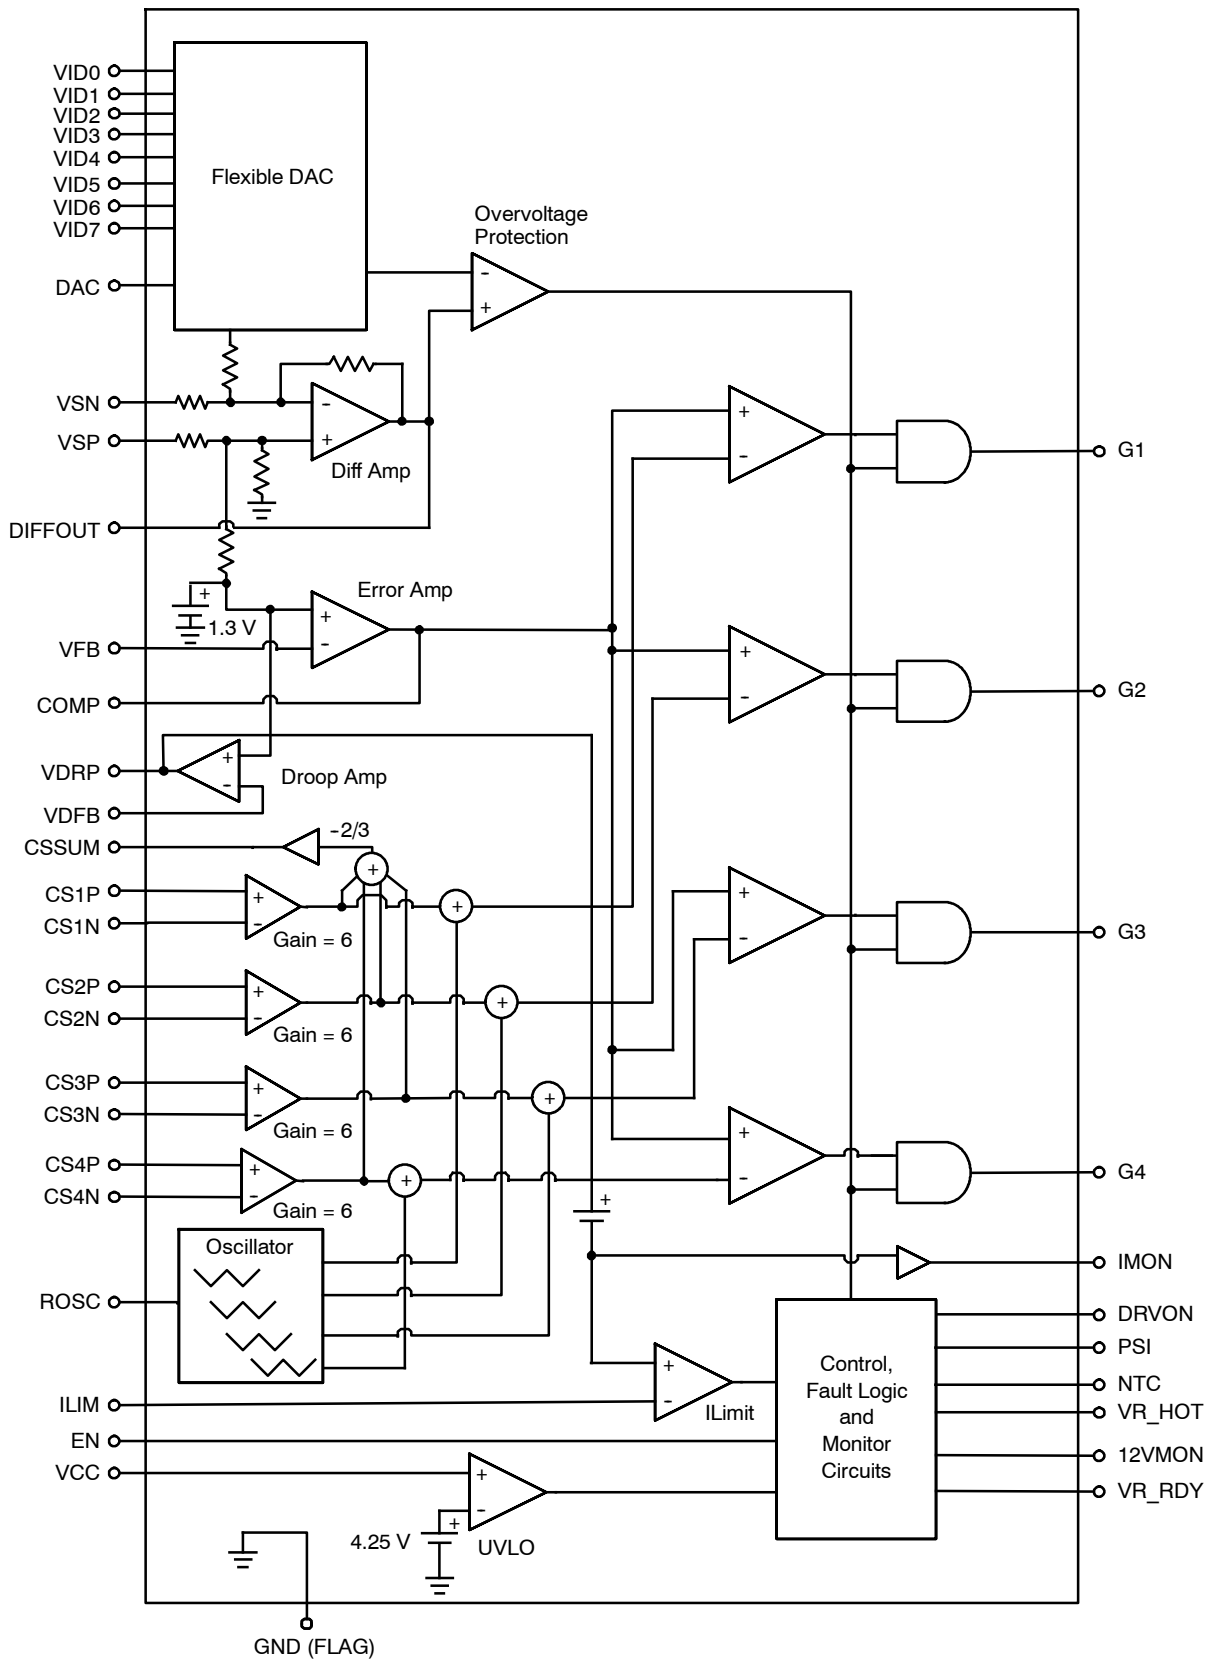 VID0
VID1
VID2
VID3
VID4
VID5
VID6
VID7
DAC
Flexible DAC
Overvoltage
Protection
-
+
VSN
VSP
-
+
Diff Amp
DIFFOUT
+
1.3 V
Error Amp
+
-
VFB
COMP
VDRP
VDFB
+
-
Droop Amp
CSSUM
-2/3
+
CS1P
CS1N
+
-
Gain = 6
+
CS2P
CS2N
+
-
Gain = 6
+
CS3P
CS3N
+
-
Gain = 6
+
CS4P
CS4N
+
-
Gain = 6
+
Oscillator
ROSC
+
-
G1
+
-
G2
+
-
G3
+
-
G4
+
IMON
ILIM
+
-
ILimit
EN
VCC
+
-
UVLO
+
4.25 V
Control,
Fault Logic
and
Monitor
Circuits
DRVON
PSI
NTC
VR_HOT
12VMON
VR_RDY
GND (FLAG)